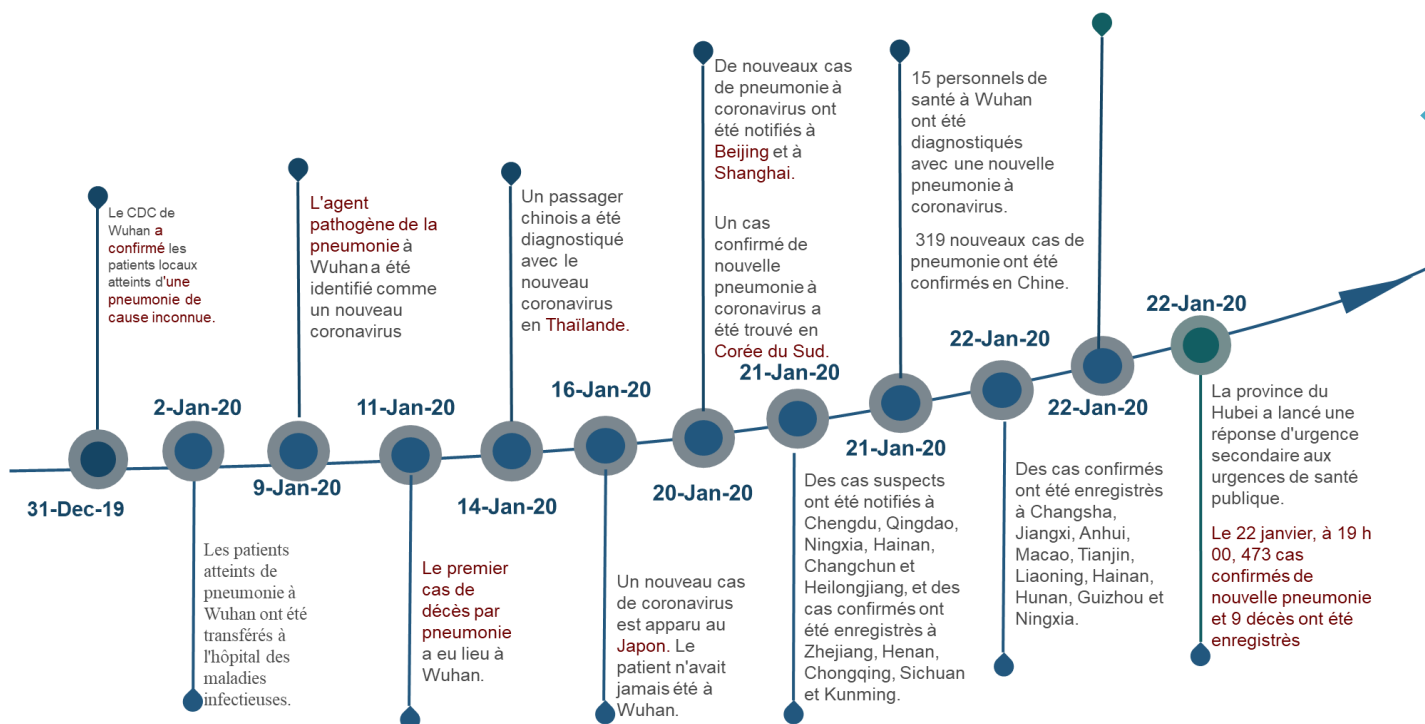 31-Dec-19
Le CDC de
Wuhan a
confirmé les
patients locaux
atteints d'une
pneumonie de
cause inconnue.
2-Jan-20
Les patients
atteints de
pneumonie à
Wuhan ont été
transférés à
l'hôpital des
maladies
infectieuses.
9-Jan-20
L'agent
pathogène de la
pneumonie à
Wuhan a été
identifié comme
un nouveau
coronavirus
11-Jan-20
Le premier
cas de
décès par
pneumonie
a eu lieu à
Wuhan.
14-Jan-20
Un passager
chinois a été
diagnostiqué
avec le
nouveau
coronavirus
en Thaïlande.
16-Jan-20
Un nouveau cas
de coronavirus
est apparu au
Japon. Le
patient n'avait
jamais été à
Wuhan.
20-Jan-20
De nouveaux cas
de pneumonie à
coronavirus ont
été notifiés à
Beijing et à
Shanghai.
Un cas
confirmé de
nouvelle
pneumonie à
coronavirus a
été trouvé en
Corée du Sud.
21-Jan-20
Des cas suspects
ont été notifiés à
Chengdu, Qingdao,
Ningxia, Hainan,
Changchun et
Heilongjiang, et des
cas confirmés ont
été enregistrès à
Zhejiang, Henan,
Chongqing, Sichuan
et Kunming.
21-Jan-20
15 personnels de
santé à Wuhan
ont été
diagnostiqués
avec une nouvelle
pneumonie à
coronavirus.
319 nouveaux cas de
pneumonie ont été
confirmés en Chine.
22-Jan-20
Des cas confirmés
ont été enregistrès
à Changsha,
Jiangxi, Anhui,
Macao, Tianjin,
Liaoning, Hainan,
Hunan, Guizhou et
Ningxia.
22-Jan-20
22-Jan-20
La province du
Hubei a lancé une
réponse d'urgence
secondaire aux
urgences de santé
publique.
Le 22 janvier, à 19 h
00, 473 cas
confirmés de
nouvelle pneumonie
et 9 décès ont été
enregistrès